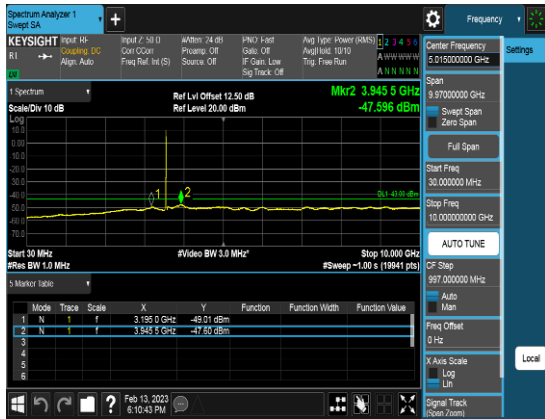 Spectrum Analyzer 1
Swept SA
+
Frequency
KEYSIGHT
Input: RF
Coupling: DC
Align: Auto
Input Z: 50 Ω
Corr CCorr
Freq Ref: Int (S)
#Atten: 24 dB
Preamp: Off
Source: Off
PNO: Fast
Gate: Off
IF Gain: Low
Sig Track: Off
Avg Type: Power (RMS)
Avg|Hold: 10/10
Trig: Free Run
1 2 3 4 5 6
A W W W W W
A N N N N N
Center Frequency
5.015000000 GHz
Settings
Span
9.97000000 GHz
Swept Span
Zero Span
Full Span
Start Freq
30.000000 MHz
Stop Freq
10.000000000 GHz
AUTO TUNE
CF Step
997.000000 MHz
Auto
Man
Freq Offset
0 Hz
X Axis Scale
Log
Lin
Signal Track
(Span Zoom)
Local
1 Spectrum
Scale/Div 10 dB
Log
Ref Lvl Offset 12.50 dB
Ref Level 20.00 dBm
Mkr2 3.945 5 GHz
-47.596 dBm
10.0
0.00
-10.0
-20.0
-30.0
-40.0
-50.0
-60.0
-70.0
1
2
DL1 -43.00 dBm
Start 30 MHz
#Res BW 1.0 MHz
#Video BW 3.0 MHz*
Stop 10.000 GHz
#Sweep ~1.00 s (19941 pts)
5 Marker Table
Mode Trace Scale X Y Function Function Width Function Value
1 N 1 f 3.195 0 GHz -49.01 dBm
2 N 1 f 3.945 5 GHz -47.60 dBm
3
4
5
6
?
Feb 13, 2023
6:10:43 PM